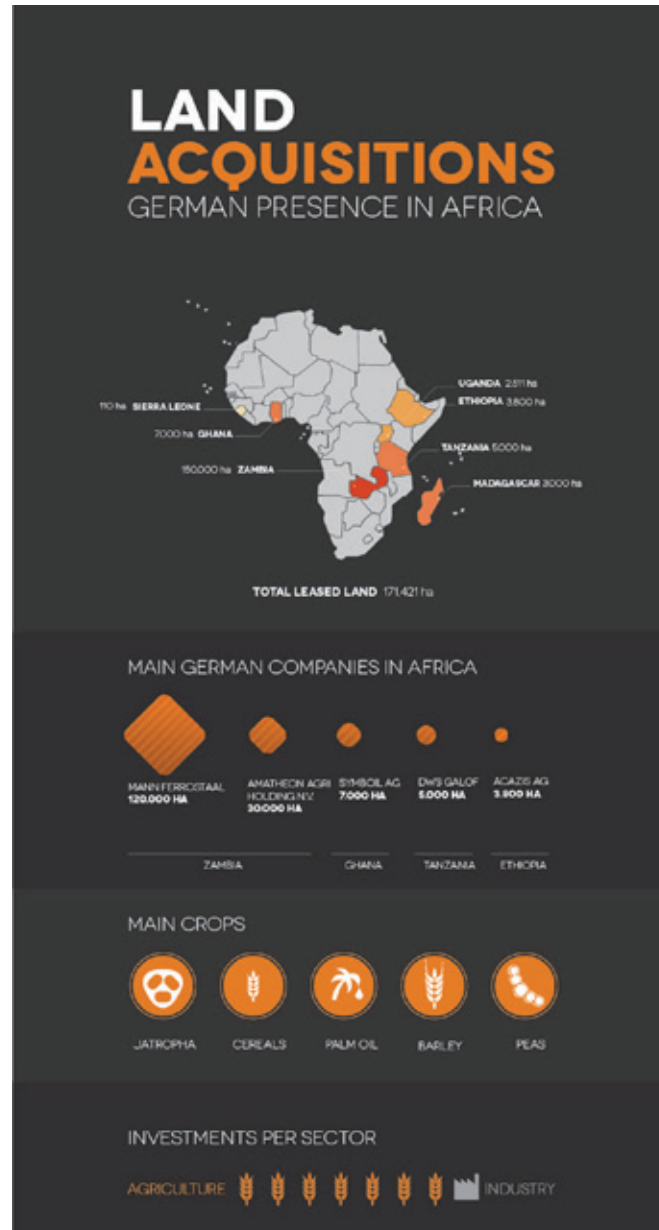 LAND
ACQUISITIONS
GERMAN PRESENCE IN AFRICA
UGANDA 2.511 ha
110 ha SIERRA LEONE
ETHIOPIA 3.800 ha
7.000 ha GHANA
TANZANIA 5.000 ha
150.000 ha ZAMBIA
MADAGASCAR 3.000 ha
TOTAL LEASED LAND 171.421 ha
MAIN GERMAN COMPANIES IN AFRICA
MANN FERROSTAAL
120.000 HA
AMATHEON AGRI
HOLDING N.V.
30.000 HA
SYMBOIL AG
7.000 HA
DWS GALOF
5.000 HA
ACAZIS AG
3.800 HA
ZAMBIA
GHANA
TANZANIA
ETHIOPIA
MAIN CROPS
JATROPHA
CEREALS
PALM OIL
BARLEY
PEAS
INVESTMENTS PER SECTOR
AGRICULTURE
INDUSTRY